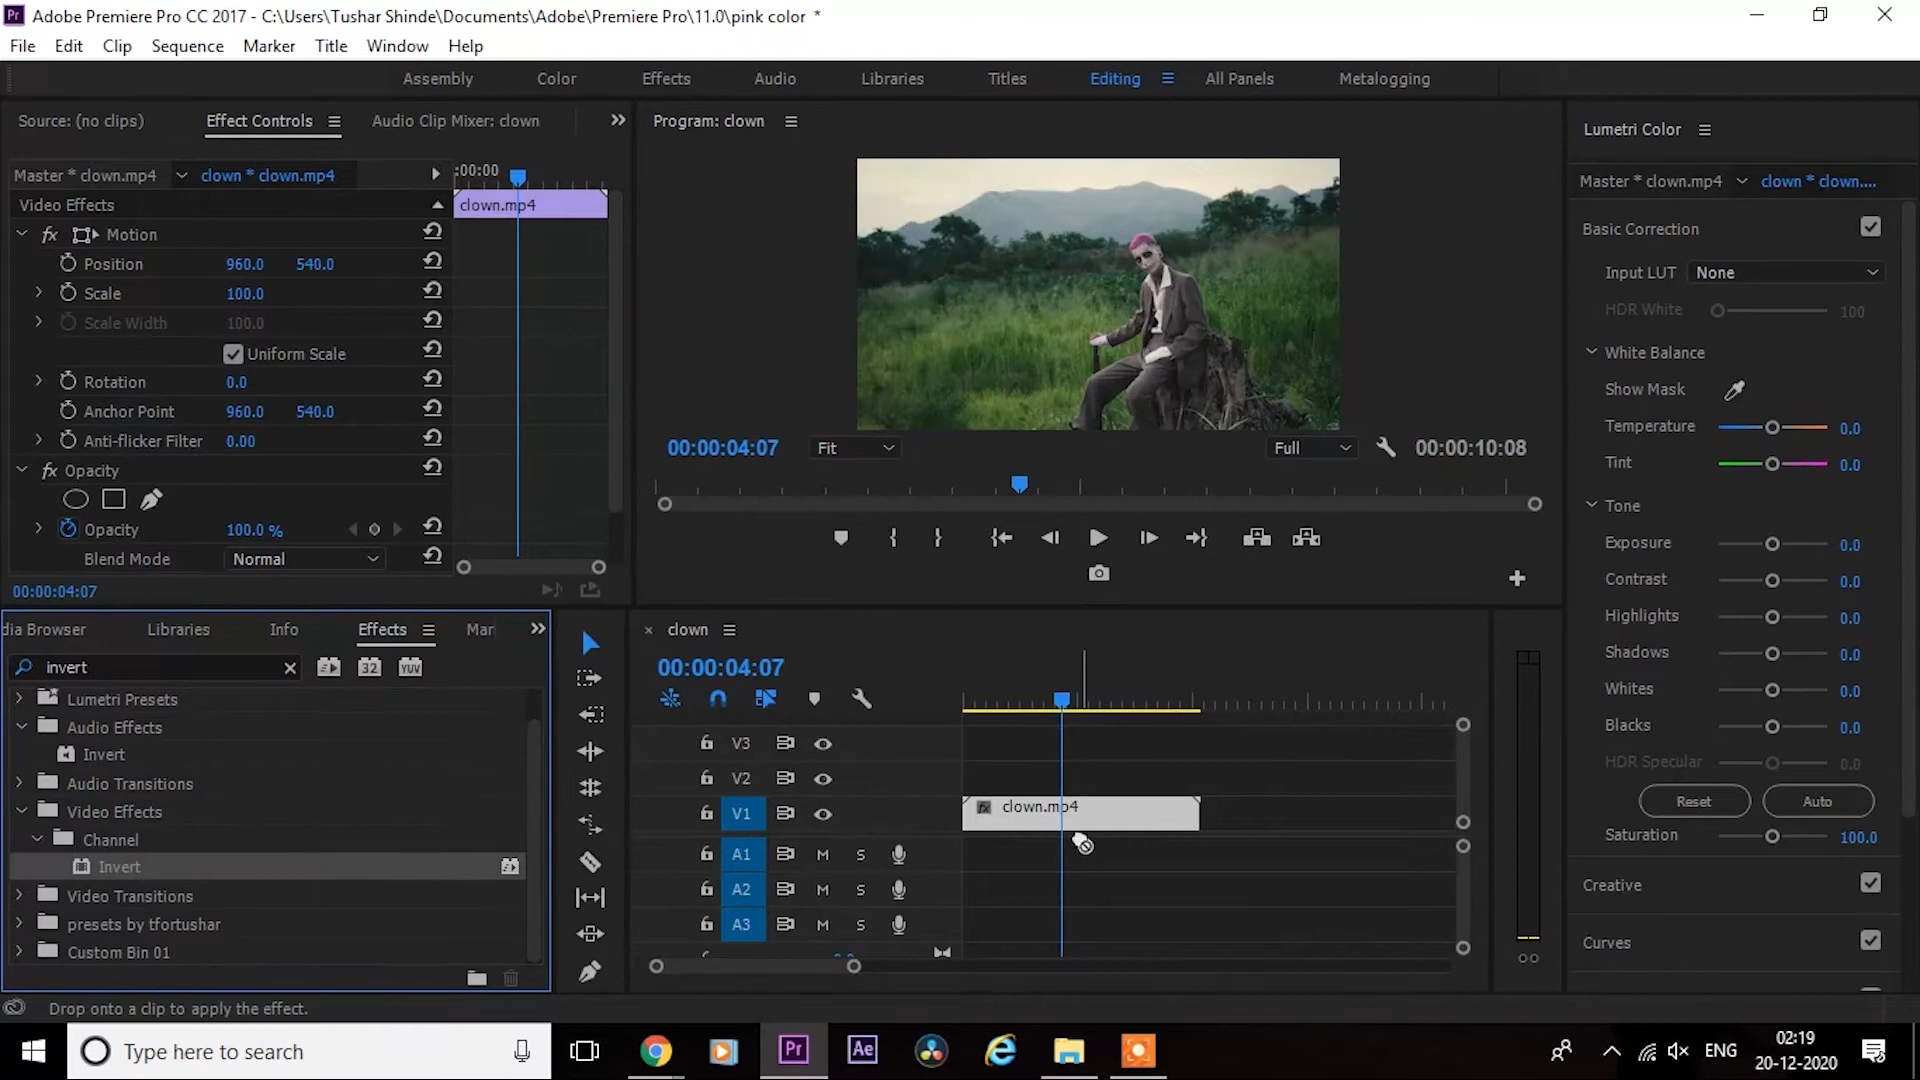 Adobe Premiere Pro CC 2017 - C:\Users\Tushar Shinde\Documents\Adobe\Premiere Pro\11.0\pink color *
File Edit Clip Sequence Marker Title Window Help
Assembly Color Effects Audio Libraries Titles Editing All Panels Metalogging
Source: (no clips) Effect Controls Audio Clip Mixer: clown
Master * clown.mp4 clown * clown.mp4 :00:00
Video Effects clown.mp4
fx Motion
Position 960.0 540.0
Scale 100.0
Scale Width 100.0
Uniform Scale
Rotation 0.0
Anchor Point 960.0 540.0
Anti-flicker Filter 0.00
fx Opacity
Opacity 100.0 %
Blend Mode Normal
00:00:04:07
Program: clown
00:00:04:07 Fit Full 00:00:10:08
Lumetri Color
Master * clown.mp4 clown * clown....
Basic Correction
Input LUT None
HDR White 100
White Balance
Show Mask
Temperature 0.0
Tint 0.0
Tone
Exposure 0.0
Contrast 0.0
Highlights 0.0
Shadows 0.0
Whites 0.0
Blacks 0.0
HDR Specular 0.0
Reset Auto
Saturation 100.0
Creative
Curves
dia Browser Libraries Info Effects Mar
invert 32 YUV
Lumetri Presets
Audio Effects
Invert
Audio Transitions
Video Effects
Channel
Invert
Video Transitions
presets by tfortushar
Custom Bin 01
clown
00:00:04:07
V3
V2
V1 fx clown.mp4
A1 M S
A2 M S
A3 M S
Drop onto a clip to apply the effect.
Type here to search Pr Ae ENG 02:19
20-12-2020